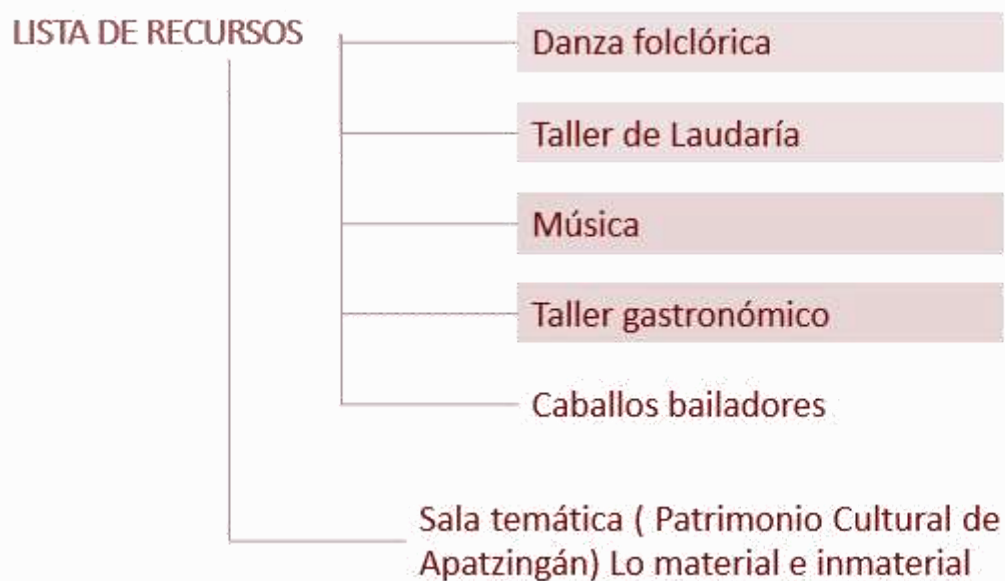 LISTA DE RECURSOS
Danza folclórica
Taller de Laudaría
Música
Taller gastronómico
Caballos bailadores
Sala temática ( Patrimonio Cultural de
Apatzingán) Lo material e inmaterial